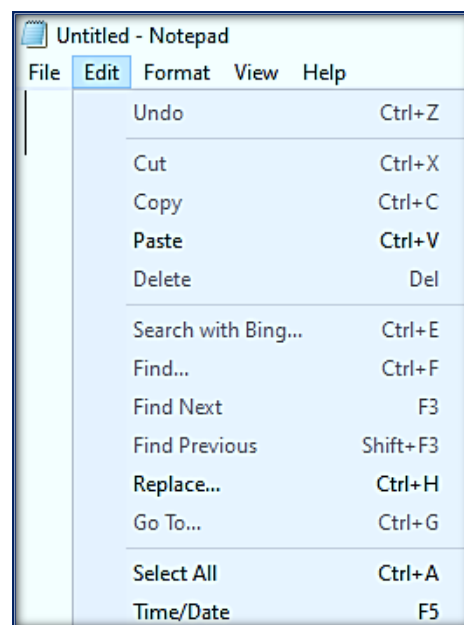 Untitled - Notepad
File Edit Format View Help
Undo Ctrl+Z
Cut Ctrl+X
Copy Ctrl+C
Paste Ctrl+V
Delete Del
Search with Bing... Ctrl+E
Find... Ctrl+F
Find Next F3
Find Previous Shift+F3
Replace... Ctrl+H
Go To... Ctrl+G
Select All Ctrl+A
Time/Date F5